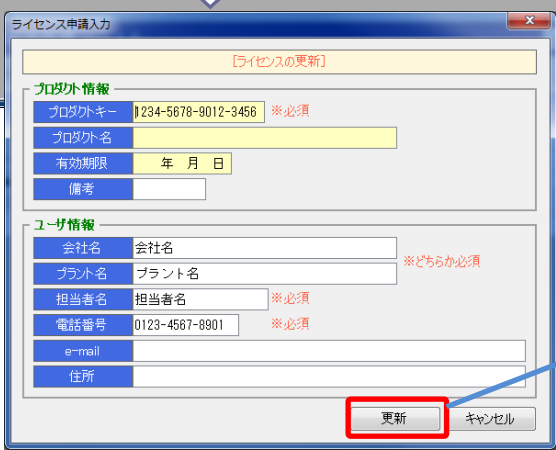 ライセンス申請入力
[ライセンスの更新]
プロダクト情報
プロダクトキー 1234-5678-9012-3456 ※必須
プロダクト名
有効期限 年 月 日
備考
ユーザ情報
会社名 会社名
※どちらか必須
プラント名 プラント名
担当者名 担当者名 ※必須
電話番号 0123-4567-8901 ※必須
e-mail
住所
更新 キャンセル